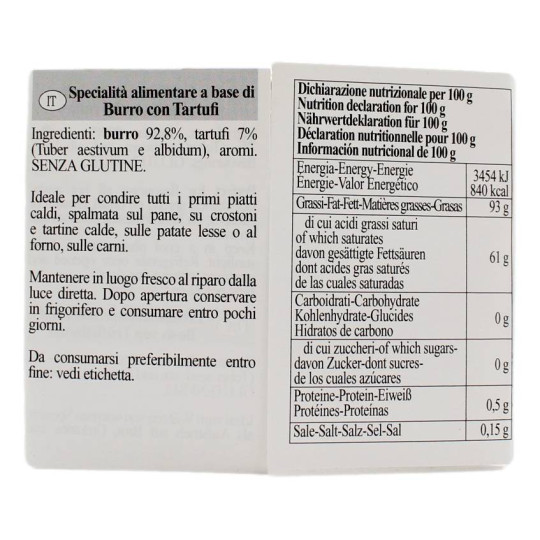 IT
Specialità alimentare a base di
Burro con Tartufi
Ingredienti: burro 92,8%, tartufi 7%
(Tuber aestivum e albidum), aromi.
SENZA GLUTINE.
Ideale per condire tutti i primi piatti
caldi, spalmata sul pane, su crostoni
e tartine calde, sulle patate lesse o al
forno, sulle carni.
Mantenere in luogo fresco al riparo dalla
luce diretta. Dopo apertura conservare
in frigorifero e consumare entro pochi
giorni.
Da consumarsi preferibilmente entro
fine: vedi etichetta.
Dichiarazione nutrizionale per 100 g
Nutrition declaration for 100 g
Nährwertdeklaration für 100 g
Déclaration nutritionnelle pour 100 g
Información nutricional de 100 g
Energia-Energy-Energie
Énergie-Valor Energético
3454 kJ
840 kcal
Grassi-Fat-Fett-Matières grasses-Grasas 93 g
di cui acidi grassi saturi
of which saturates
davon gesättigte Fettsäuren
dont acides gras saturés
de las cuales saturadas
61 g
Carboidrati-Carbohydrate
Kohlenhydrate-Glucides
Hidratos de carbono
0 g
di cui zuccheri-of which sugars-
davon Zucker-dont sucres-
de los cuales azúcares
0 g
Proteine-Protein-Eiweiß
Protéines-Proteínas
0,5 g
Sale-Salt-Salz-Sel-Sal 0,15 g